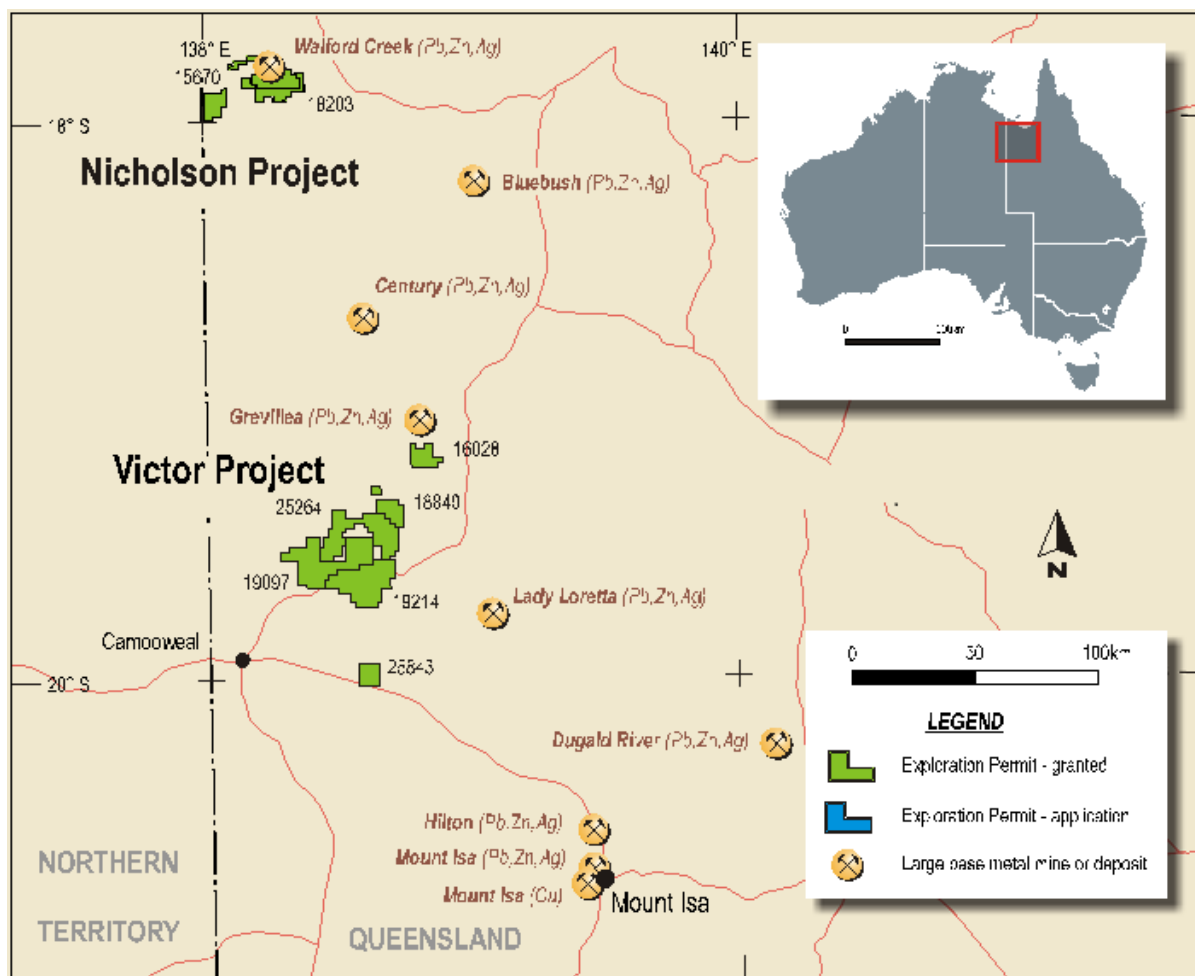 138° E
140° E
Walford Creek (Pb,Zn,Ag)
15670
18203
18° S
Nicholson Project
Bluebush (Pb,Zn,Ag)
Century (Pb,Zn,Ag)
Grevillea (Pb,Zn,Ag)
16028
Victor Project
25264
18840
19097
19214
Lady Loretta (Pb,Zn,Ag)
Camooweal
25843
20° S
Dugald River (Pb,Zn,Ag)
Hilton (Pb,Zn,Ag)
Mount Isa (Pb,Zn,Ag)
Mount Isa (Cu)
Mount Isa
NORTHERN
TERRITORY
QUEENSLAND
0
N
0 50 100km
LEGEND
Exploration Permit - granted
Exploration Permit - application
Large base metal mine or deposit